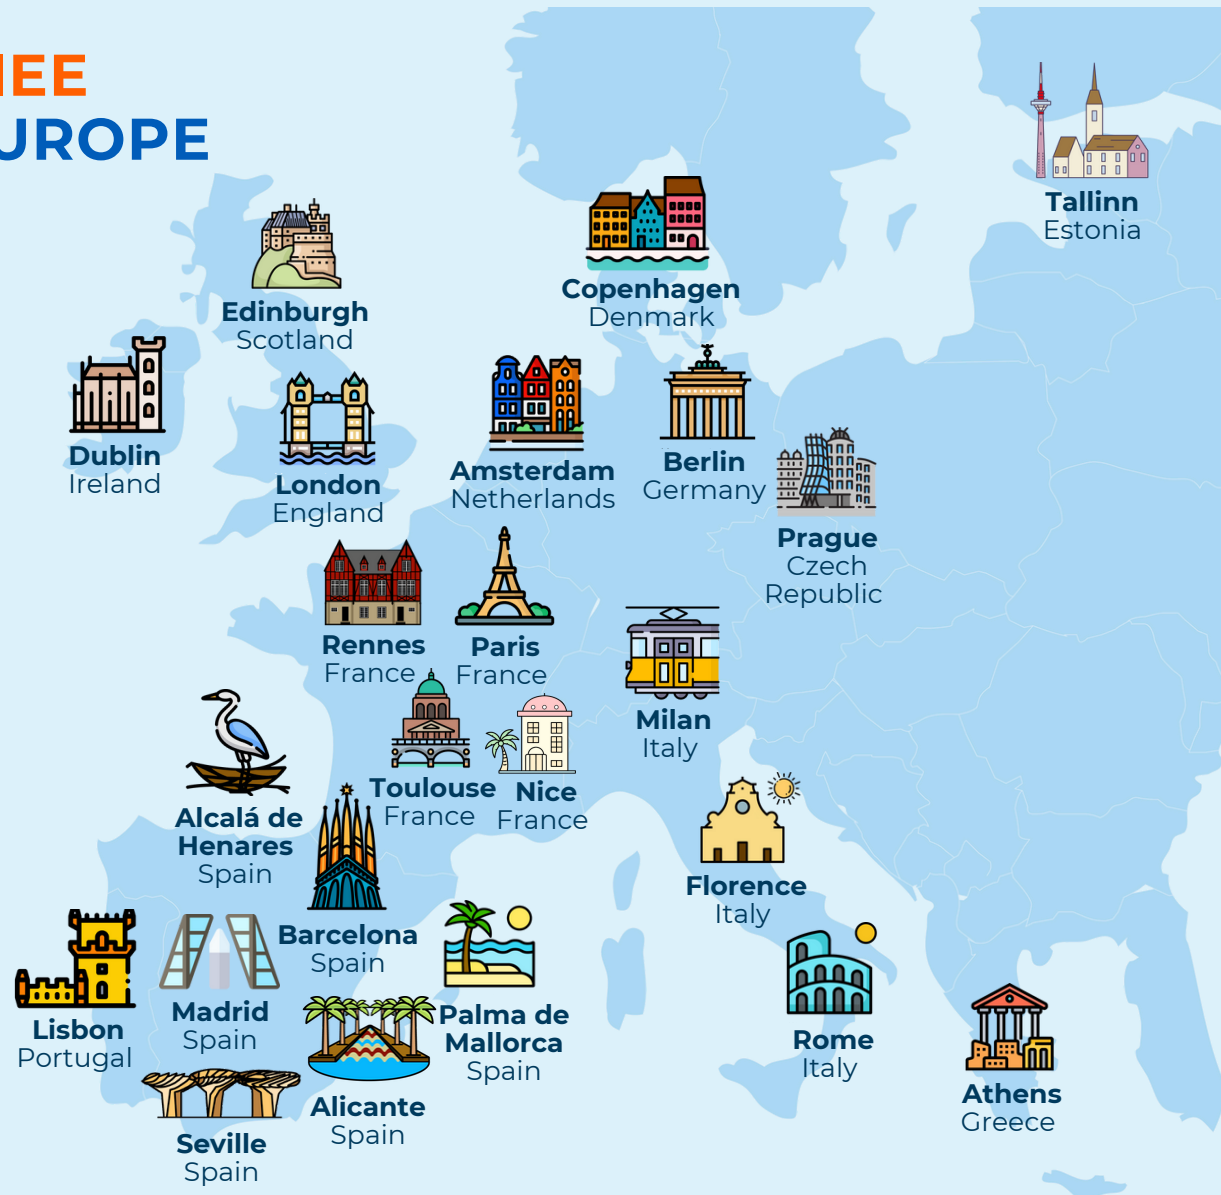 IEE
UROPE
Tallinn
Estonia
Edinburgh
Scotland
Copenhagen
Denmark
Dublin
Ireland
London
England
Amsterdam
Netherlands
Berlin
Germany
Prague
Czech
Republic
Rennes
France
Paris
France
Milan
Italy
Toulouse
France
Nice
France
Alcalá de
Henares
Spain
Florence
Italy
Barcelona
Spain
Lisbon
Portugal
Madrid
Spain
Palma de
Mallorca
Spain
Rome
Italy
Athens
Greece
Alicante
Spain
Seville
Spain